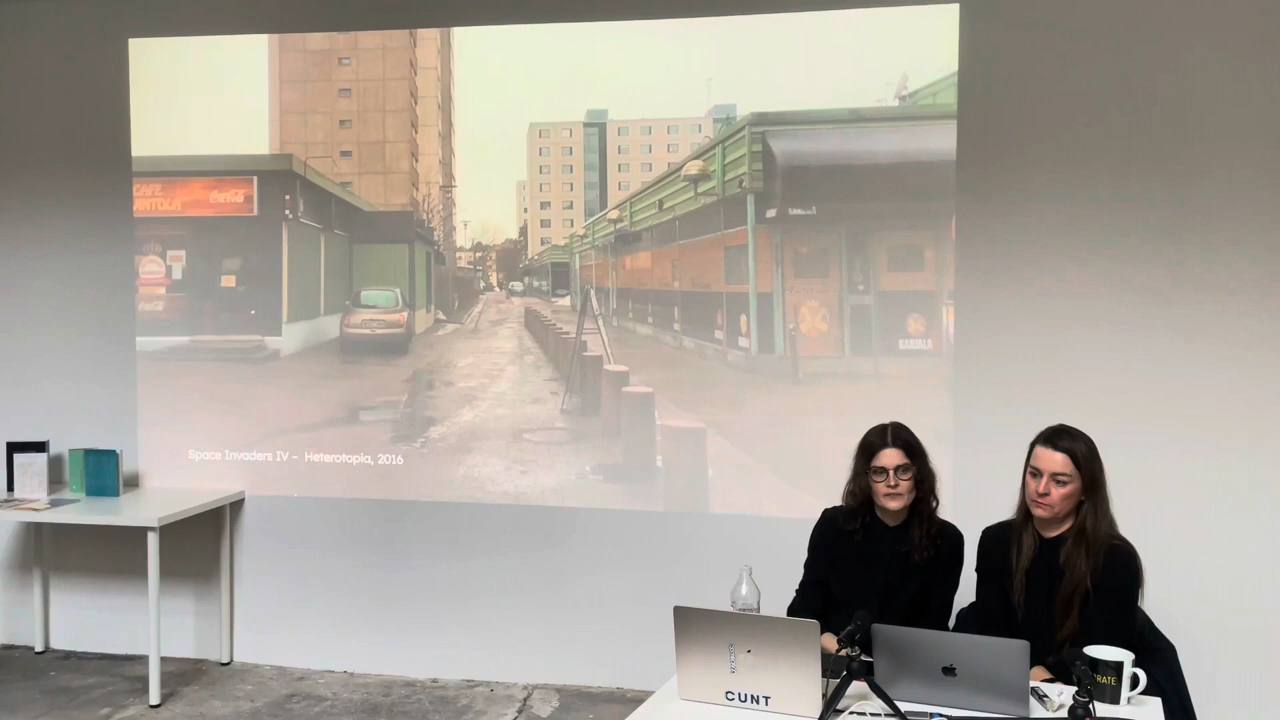 CAFE
Coca-Cola
KARJALA
Space Invaders IV – Heterotopia, 2016
CUNT
RATE